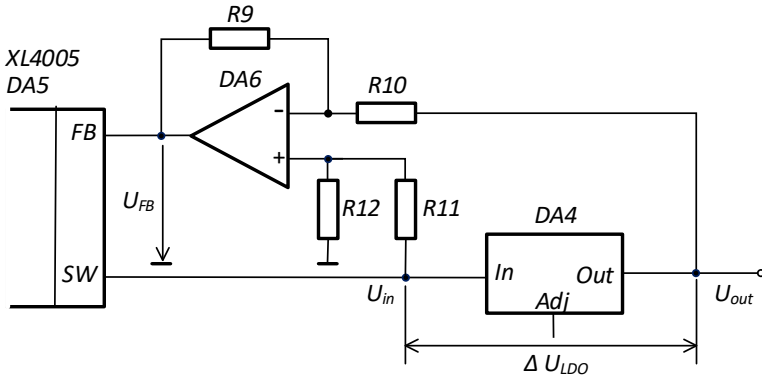 R9
XL4005
DA5
DA6
R10
-
FB
+
UFB
R12
R11
DA4
SW
In
Out
Uin
Adj
Uout
Δ ULDO